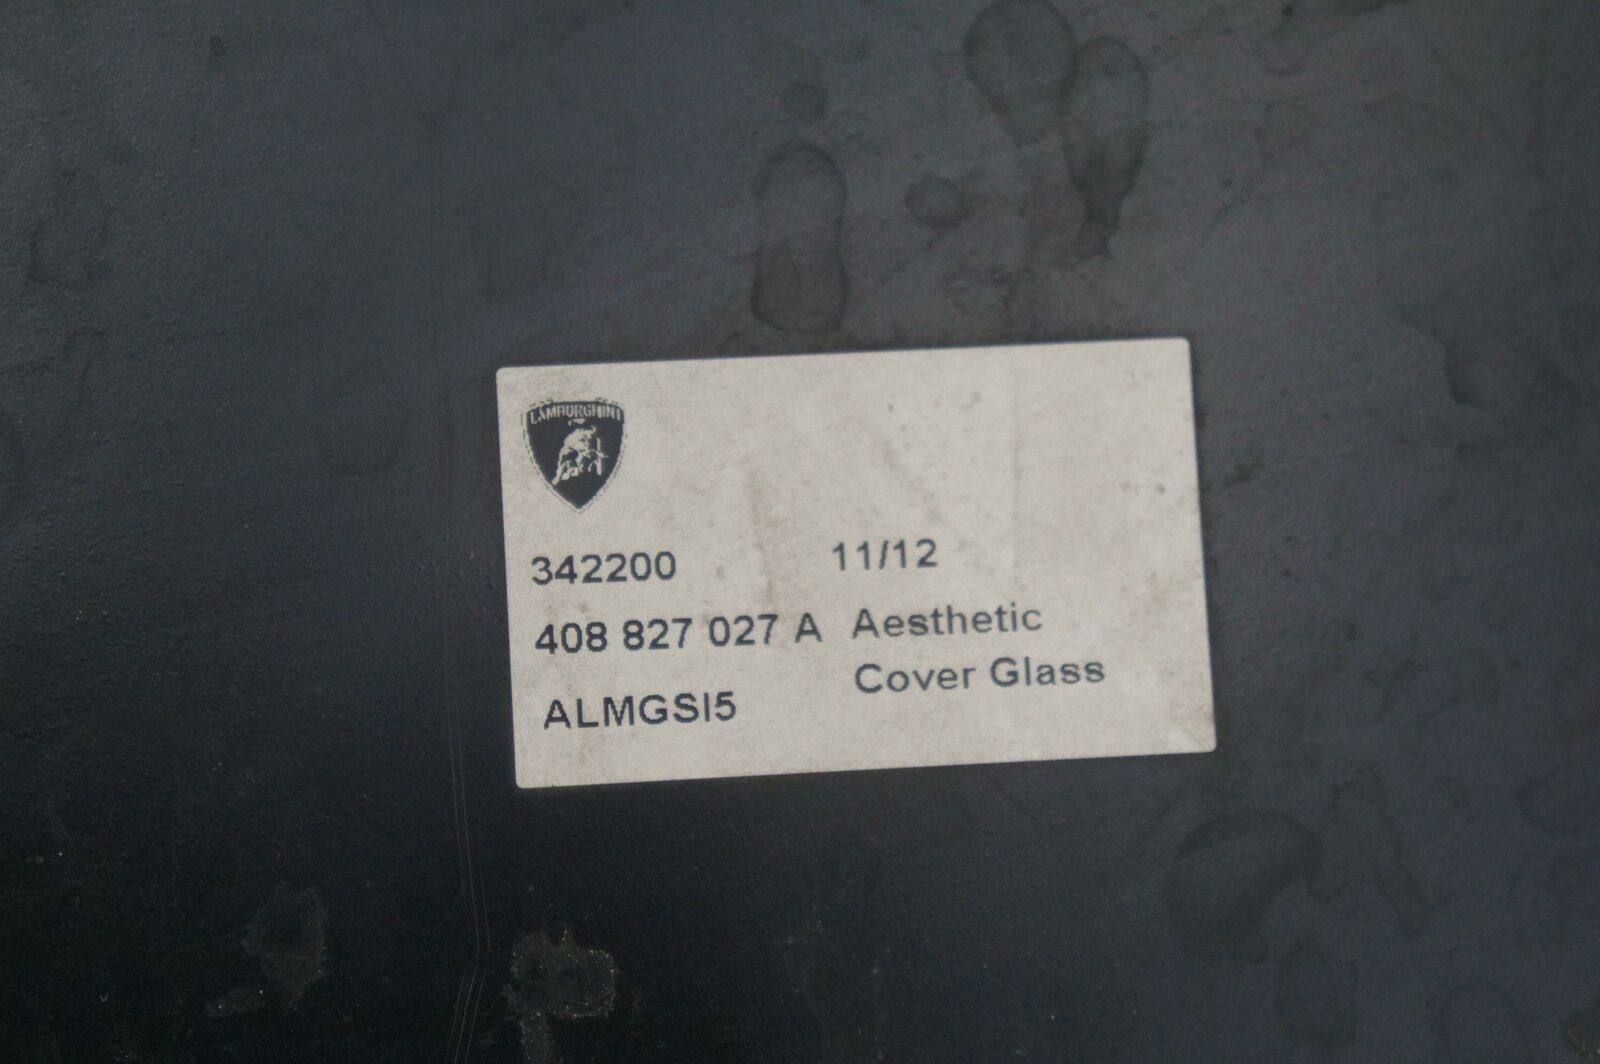 LAMBORGHINI
342200 11/12
408 827 027 A Aesthetic
Cover Glass
ALMGSI5